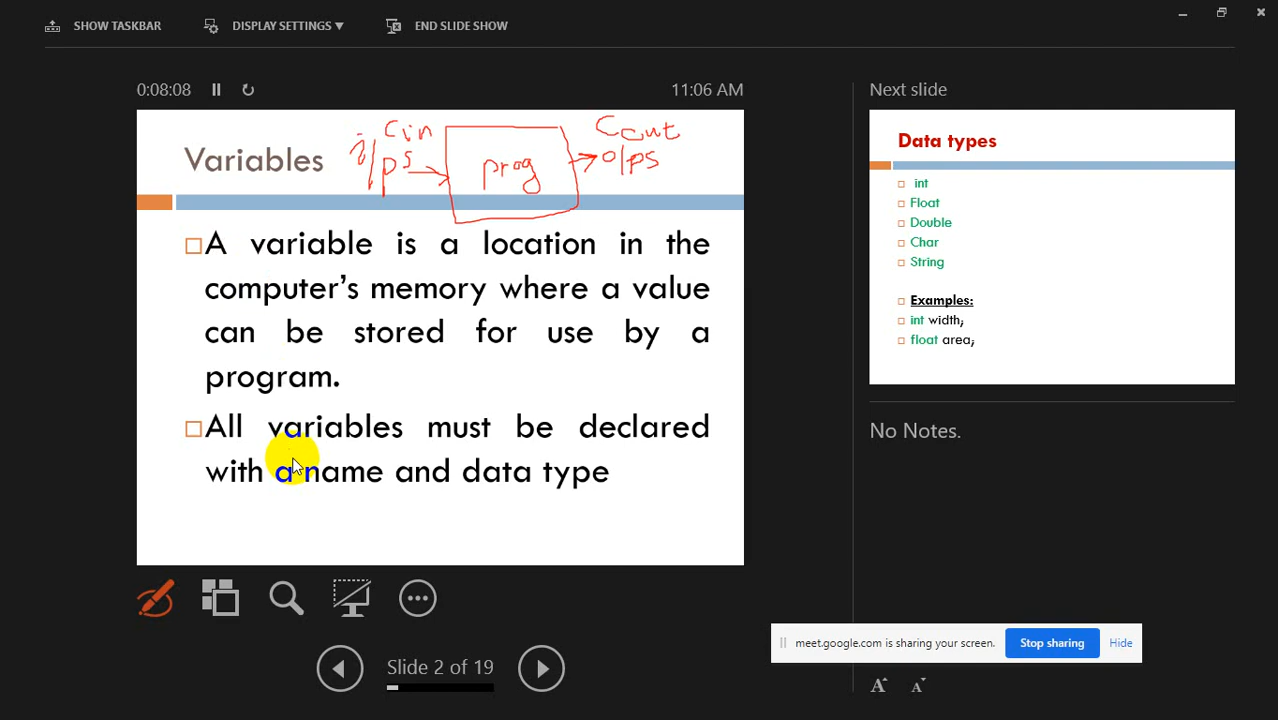 SHOW TASKBAR
DISPLAY SETTINGS ▼
END SLIDE SHOW
0:08:08
11:06 AM
Variables
Cin
i/ps
prog
Cout
o/ps
A variable is a location in the
computer's memory where a value
can be stored for use by a
program.
All variables must be declared
with a name and data type
Slide 2 of 19
Next slide
Data types
int
Float
Double
Char
String
Examples:
int width;
float area;
No Notes.
meet.google.com is sharing your screen.
Stop sharing
Hide
A
A